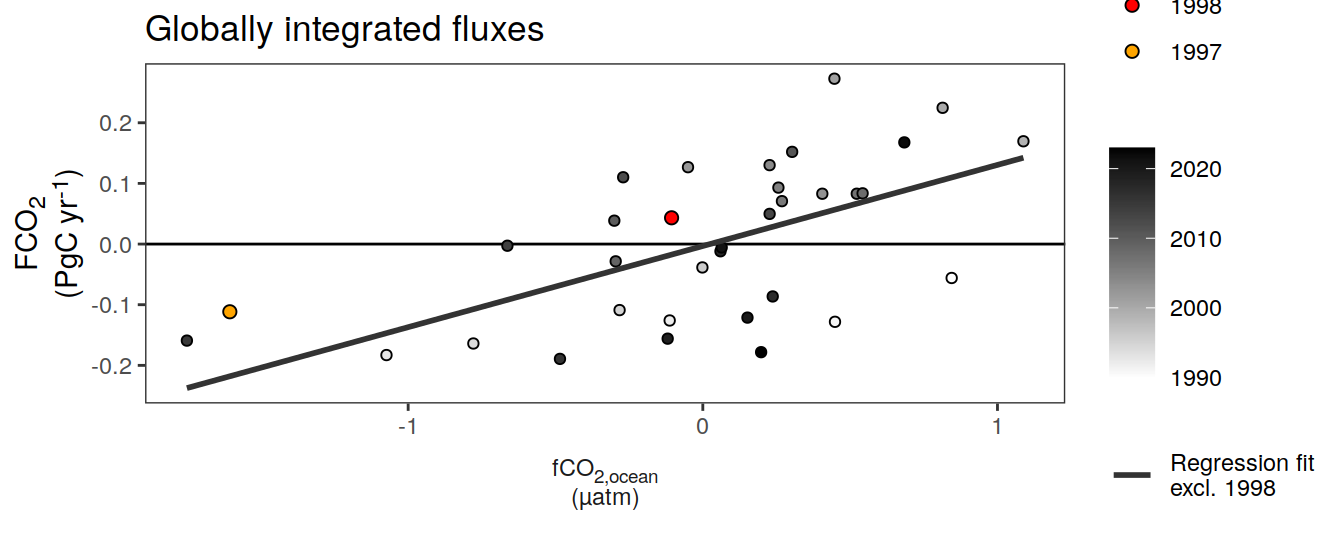 Globally integrated fluxes
1998
1997
FCO₂
(PgC yr⁻¹)
0.2
0.1
0.0
-0.1
-0.2
-1
0
1
fCO₂,ocean
(µatm)
2020
2010
2000
1990
Regression fit
excl. 1998